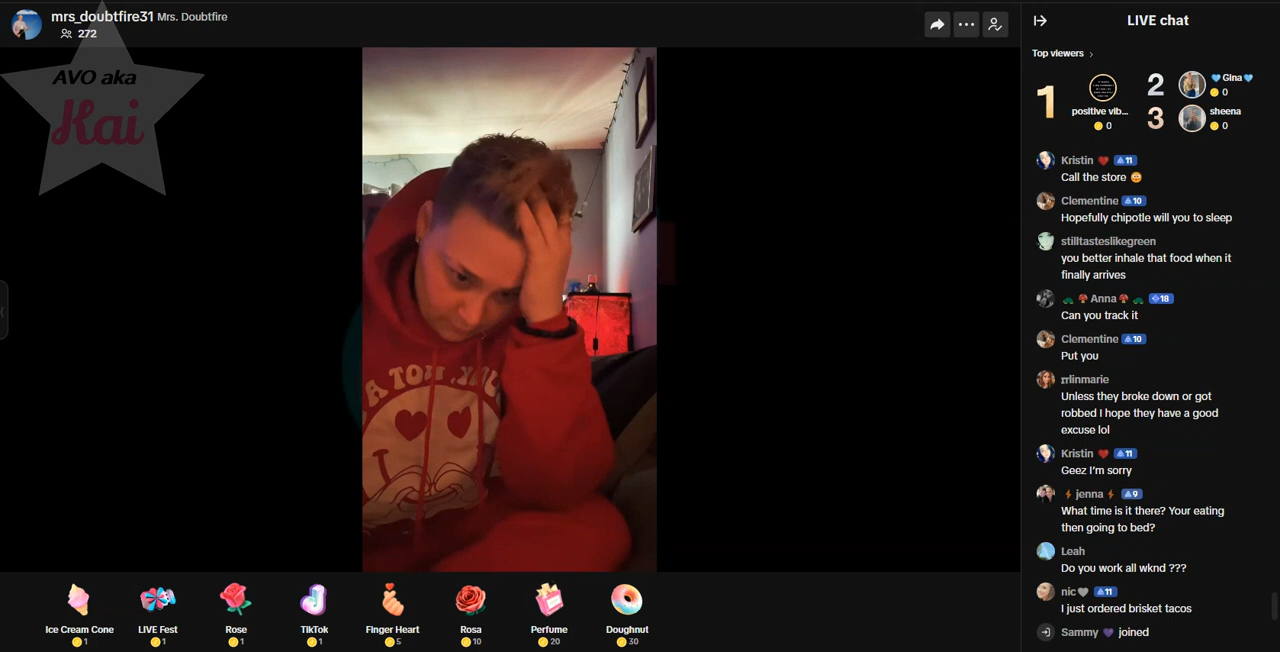 mrs_doubtfire31 Mrs. Doubtfire
272
AVO aka
Kai
A TON .YOU
LIVE chat
Top viewers
1
positive vib...
0
2
Gina
0
3
sheena
0
Kristin 11
Call the store
Clementine 10
Hopefully chipotle will you to sleep
stilltasteslikegreen
you better inhale that food when it
finally arrives
Anna 18
Can you track it
Clementine 10
Put you
rrlinmarie
Unless they broke down or got
robbed I hope they have a good
excuse lol
Kristin 11
Geez I'm sorry
jenna 9
What time is it there? Your eating
then going to bed?
Leah
Do you work all wknd ???
nic 11
I just ordered brisket tacos
Sammy joined
Ice Cream Cone
1
LIVE Fest
1
Rose
1
TikTok
1
Finger Heart
5
Rosa
10
Perfume
20
Doughnut
30